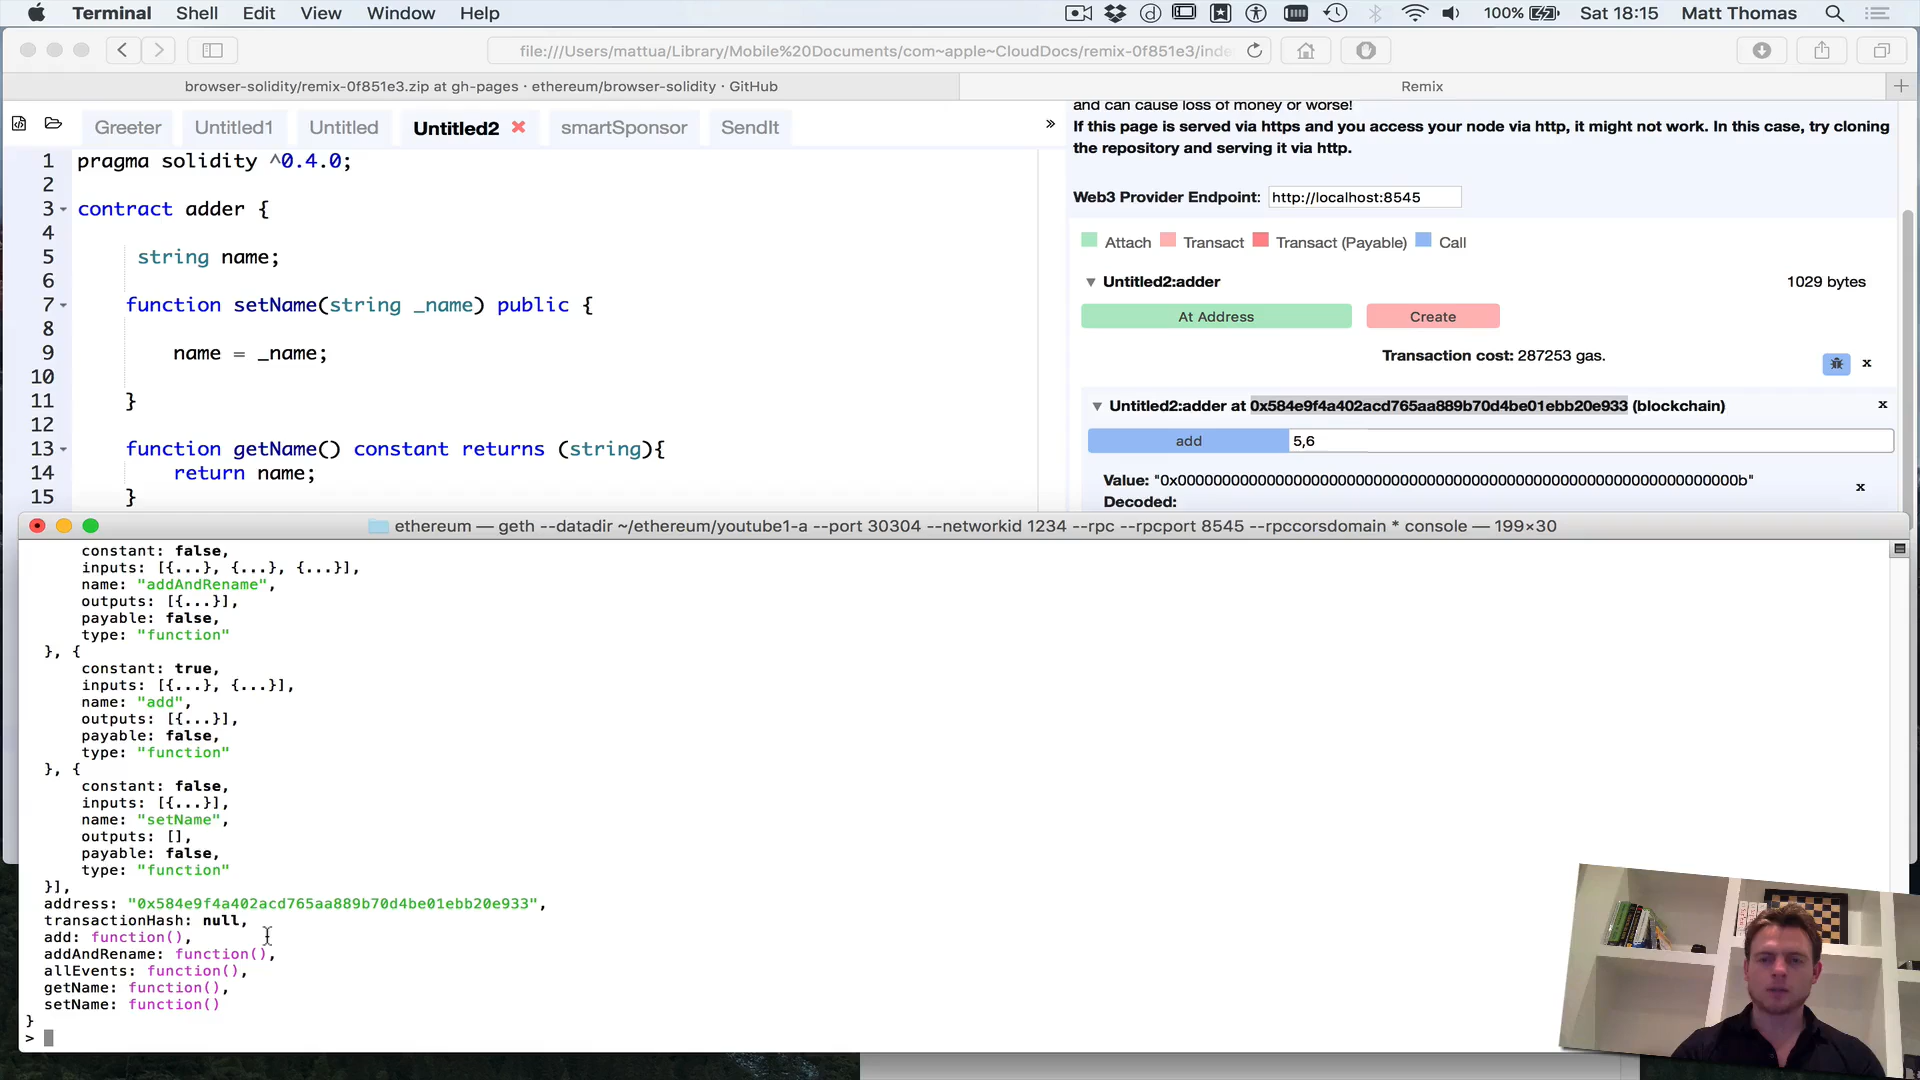 Terminal Shell Edit View Window Help 100% Sat 18:15 Matt Thomas
file:///Users/mattua/Library/Mobile%20Documents/com~apple~CloudDocs/remix-0f851e3/inde
browser-solidity/remix-0f851e3.zip at gh-pages · ethereum/browser-solidity · GitHub
Remix
Greeter Untitled1 Untitled Untitled2 smartSponsor SendIt
1 pragma solidity ^0.4.0;
2
3 contract adder {
4
5 string name;
6
7 function setName(string _name) public {
8
9 name = _name;
10
11 }
12
13 function getName() constant returns (string){
14 return name;
15 }
and can cause loss of money or worse!
If this page is served via https and you access your node via http, it might not work. In this case, try cloning
the repository and serving it via http.
Web3 Provider Endpoint: http://localhost:8545
Attach Transact Transact (Payable) Call
Untitled2:adder 1029 bytes
At Address Create
Transaction cost: 287253 gas.
x
Untitled2:adder at 0x584e9f4a402acd765aa889b70d4be01ebb20e933 (blockchain) x
add 5,6
Value: "0x000000000000000000000000000000000000000000000000000000000000000b"
x
Decoded:
ethereum — geth --datadir ~/ethereum/youtube1-a --port 30304 --networkid 1234 --rpc --rpcport 8545 --rpccorsdomain * console — 199×30
constant: false,
inputs: [{...}, {...}, {...}],
name: "addAndRename",
outputs: [{...}],
payable: false,
type: "function"
}, {
constant: true,
inputs: [{...}, {...}],
name: "add",
outputs: [{...}],
payable: false,
type: "function"
}, {
constant: false,
inputs: [{...}],
name: "setName",
outputs: [],
payable: false,
type: "function"
}],
address: "0x584e9f4a402acd765aa889b70d4be01ebb20e933",
transactionHash: null,
add: function(),
addAndRename: function(),
allEvents: function(),
getName: function(),
setName: function()
}
>